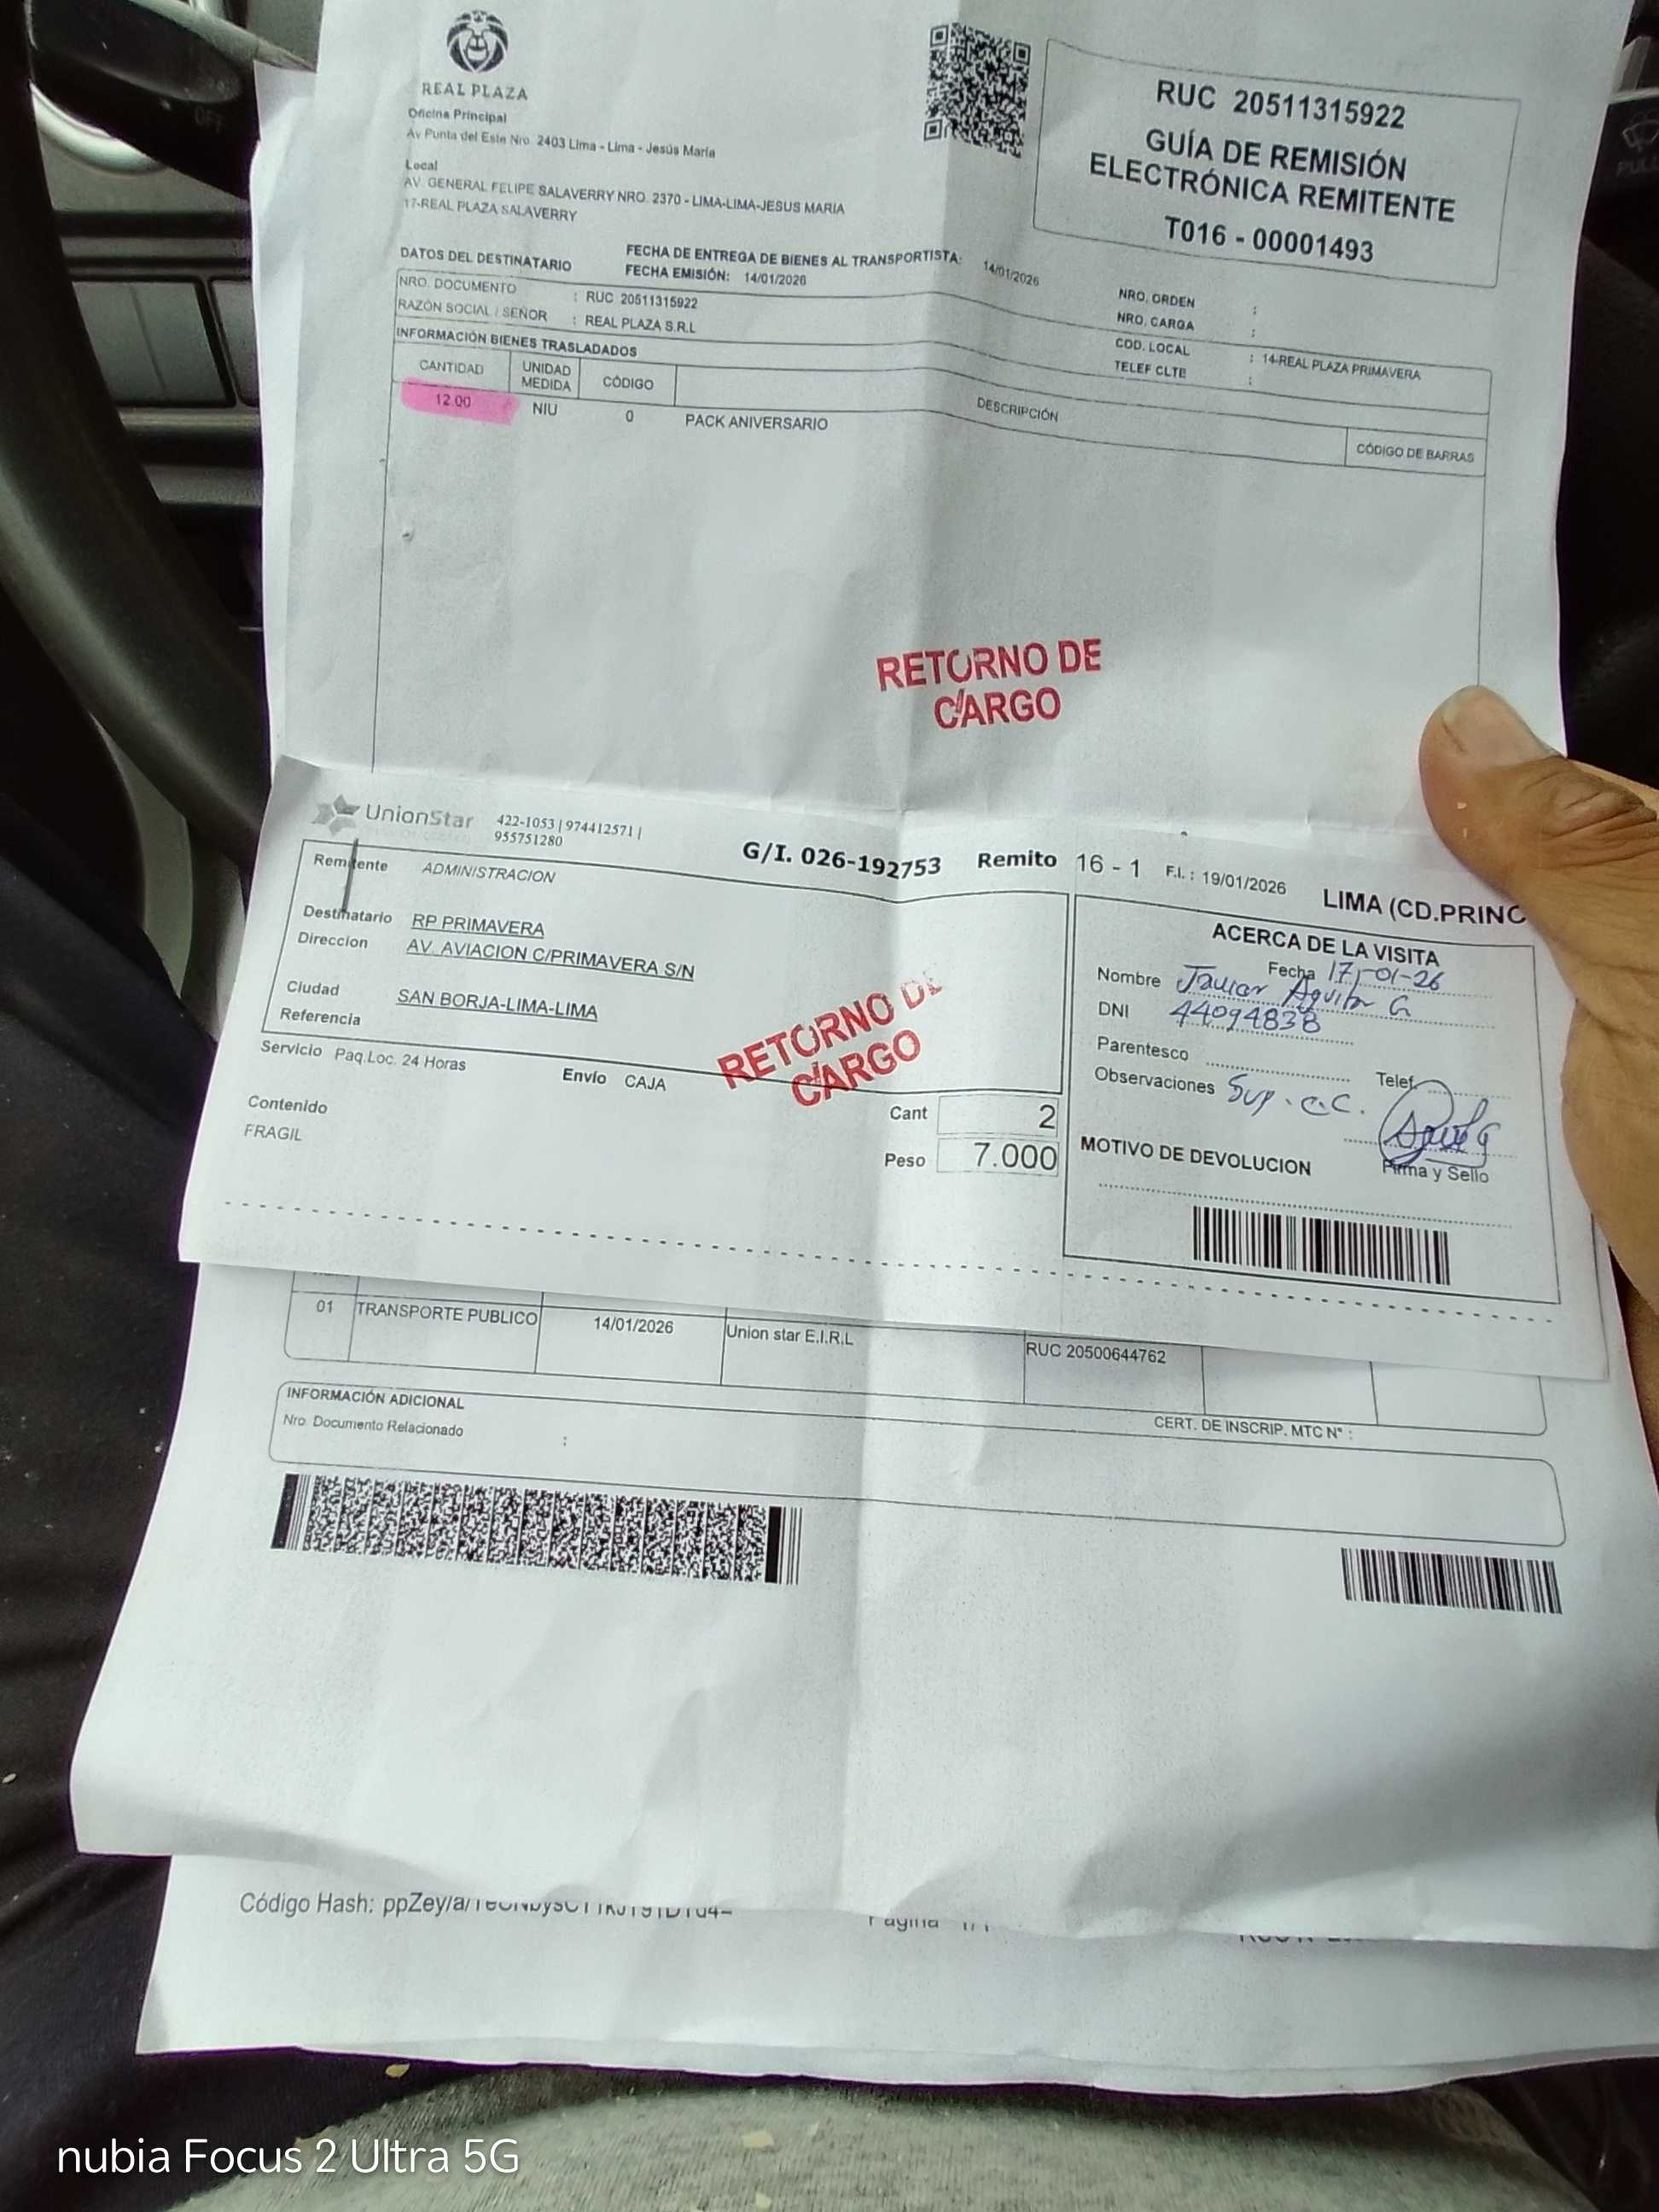 REAL PLAZA
Oficina Principal
Av Punta del Este Nro. 2403 Lima - Lima - Jesús María
Local
AV. GENERAL FELIPE SALAVERRY NRO. 2370 - LIMA-LIMA-JESUS MARIA
17-REAL PLAZA SALAVERRY
RUC 20511315922
GUÍA DE REMISIÓN
ELECTRÓNICA REMITENTE
T016 - 00001493
DATOS DEL DESTINATARIO
FECHA DE ENTREGA DE BIENES AL TRANSPORTISTA: 14/01/2026
FECHA EMISIÓN: 14/01/2026
NRO. DOCUMENTO : RUC 20511315922
RAZÓN SOCIAL / SEÑOR : REAL PLAZA S.R.L
NRO. ORDEN :
NRO. CARGA :
COD. LOCAL : 14-REAL PLAZA PRIMAVERA
TELEF CLTE :
INFORMACIÓN BIENES TRASLADADOS
CANTIDAD UNIDAD MEDIDA CÓDIGO DESCRIPCIÓN CÓDIGO DE BARRAS
12.00 NIU 0 PACK ANIVERSARIO
RETORNO DE
CARGO
UnionStar
422-1053 | 974412571 |
955751280
G/I. 026-192753 Remito 16 - 1 F.I. : 19/01/2026 LIMA (CD.PRINC
Remitente ADMINISTRACION
Destinatario RP PRIMAVERA
Direccion AV. AVIACION C/PRIMAVERA S/N
Ciudad SAN BORJA-LIMA-LIMA
Referencia
Servicio Paq.Loc. 24 Horas
Envío CAJA
Contenido
FRAGIL
Cant 2
Peso 7.000
RETORNO DE
CARGO
ACERCA DE LA VISITA
Fecha 17-01-26
Nombre Javier Aguilar G
DNI 44094838
Parentesco
Telef
Observaciones Sup. C.C.
Firma y Sello
MOTIVO DE DEVOLUCION
01 TRANSPORTE PUBLICO 14/01/2026 Union star E.I.R.L RUC 20500644762
INFORMACIÓN ADICIONAL
Nro. Documento Relacionado :
CERT. DE INSCRIP. MTC N° :
Código Hash:
Pagina 1/1
nubia Focus 2 Ultra 5G